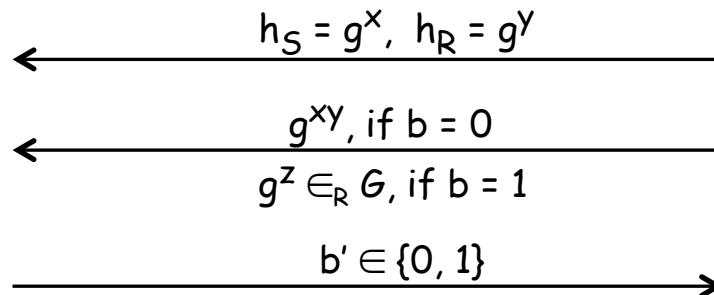 h_S = g^x, h_R = g^y
g^{xy}, if b = 0
g^z ∈_R G, if b = 1
b' ∈ {0, 1}